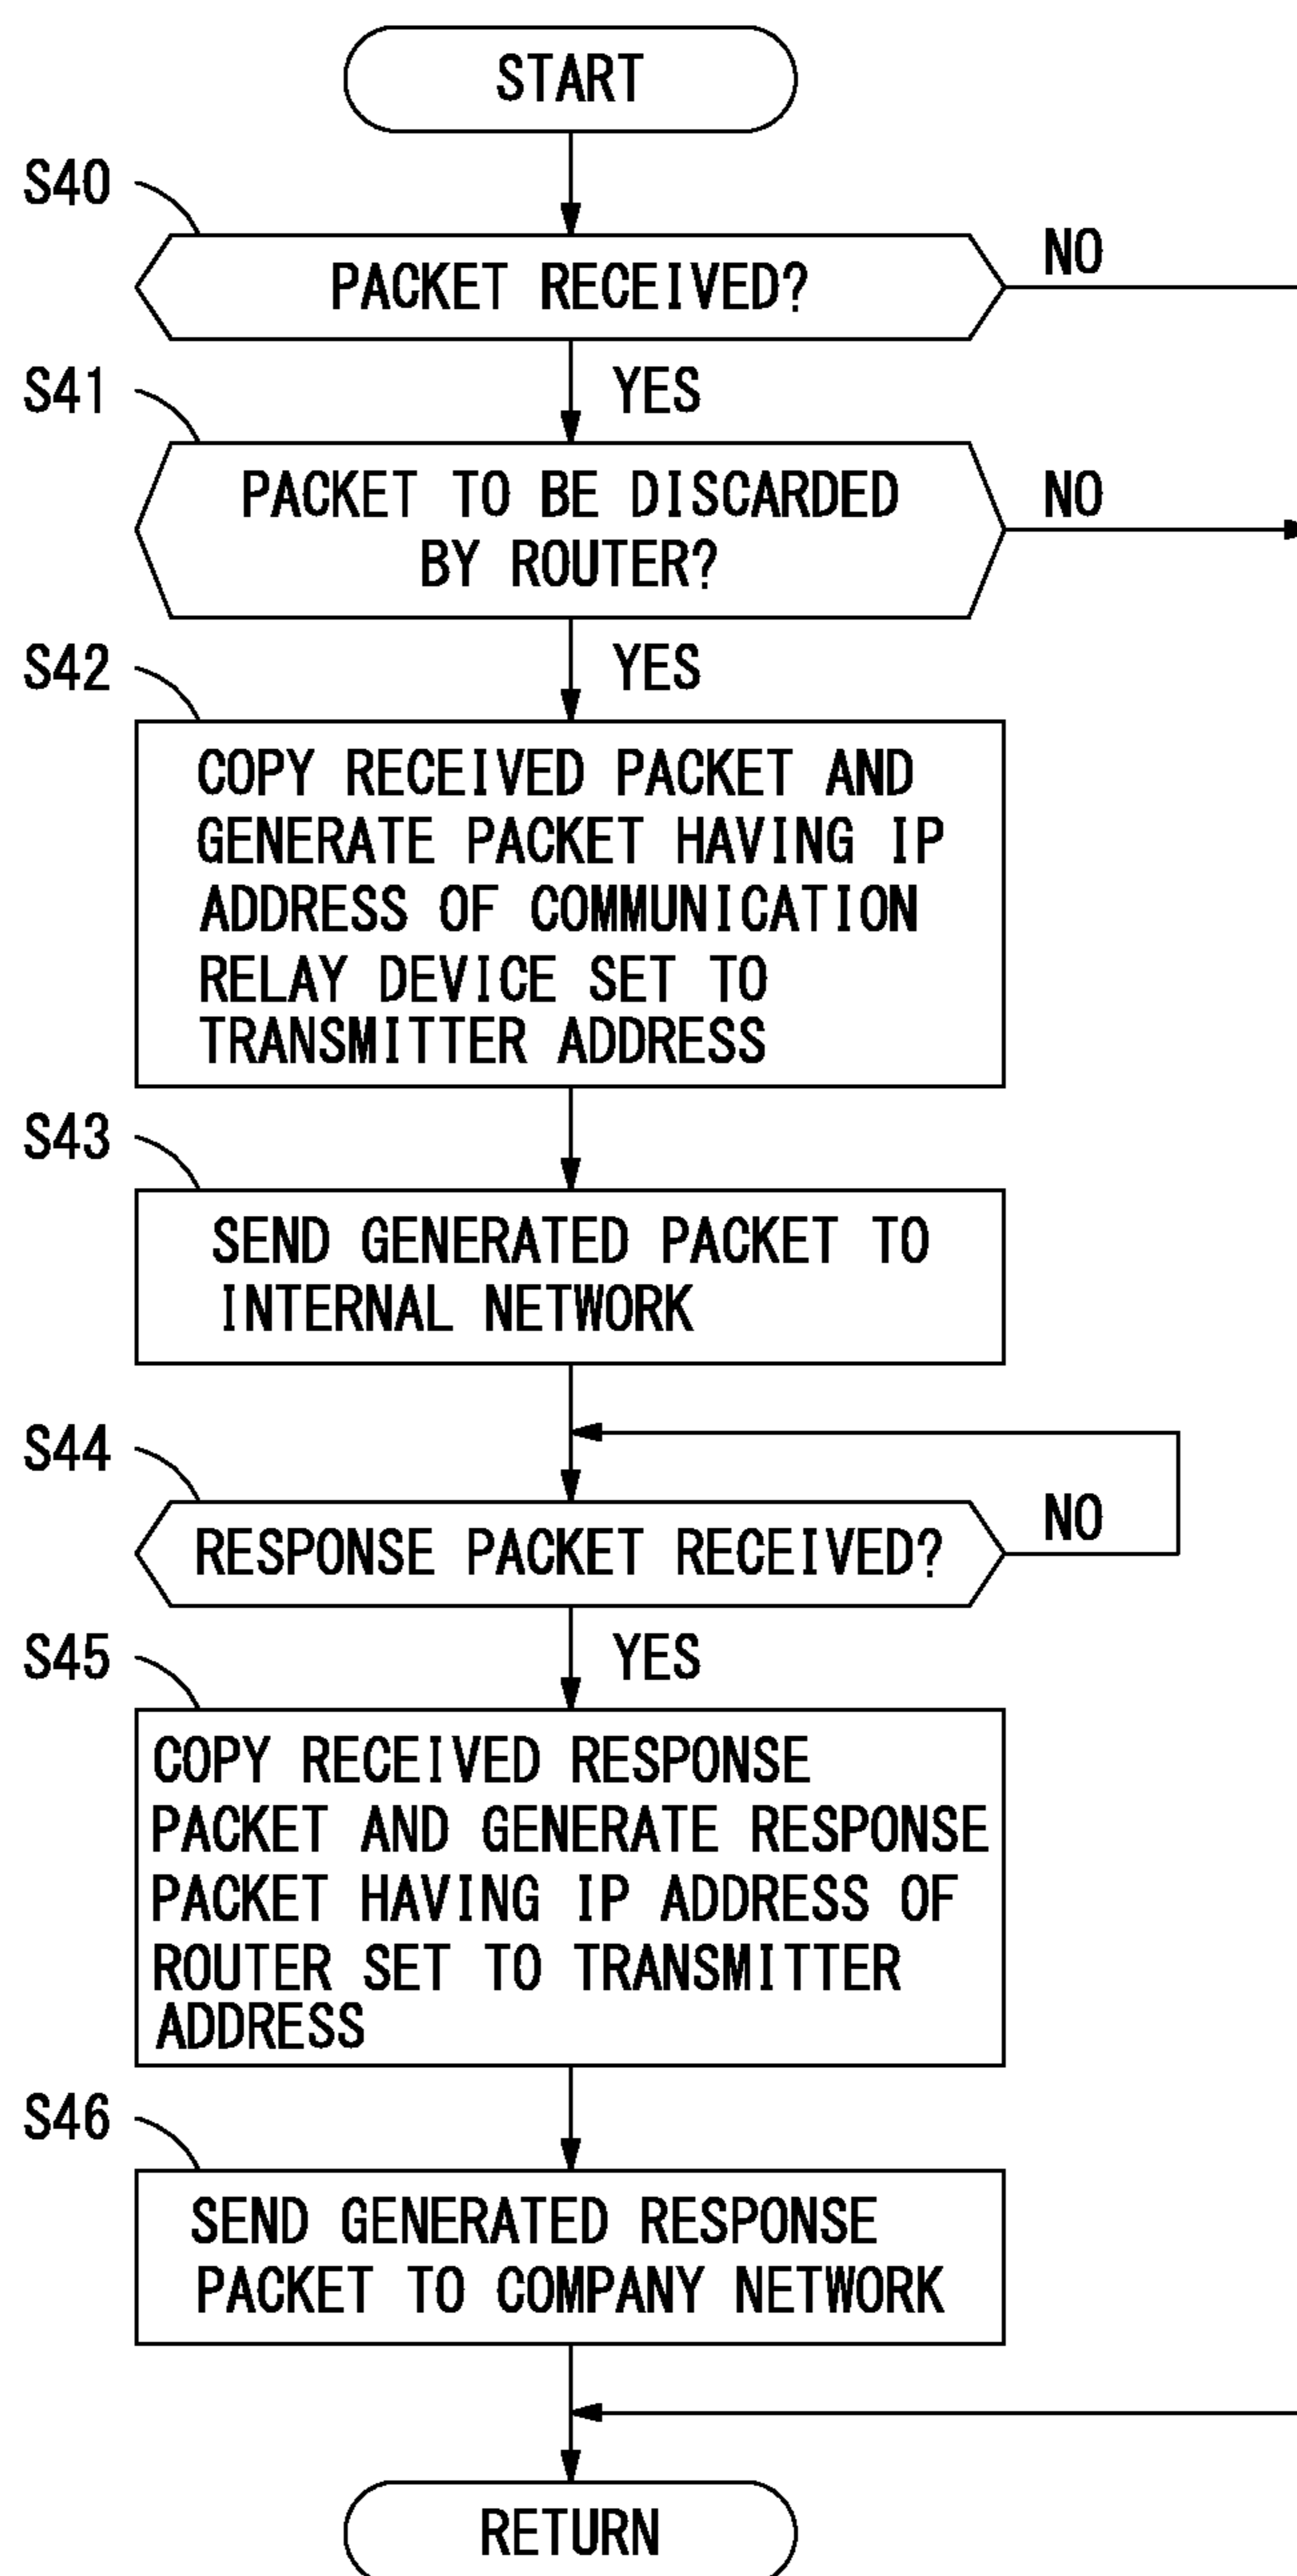 START
S40
PACKET RECEIVED?
NO
YES
S41
PACKET TO BE DISCARDED
BY ROUTER?
NO
YES
S42
COPY RECEIVED PACKET AND
GENERATE PACKET HAVING IP
ADDRESS OF COMMUNICATION
RELAY DEVICE SET TO
TRANSMITTER ADDRESS
S43
SEND GENERATED PACKET TO
INTERNAL NETWORK
S44
RESPONSE PACKET RECEIVED?
NO
YES
S45
COPY RECEIVED RESPONSE
PACKET AND GENERATE RESPONSE
PACKET HAVING IP ADDRESS OF
ROUTER SET TO TRANSMITTER
ADDRESS
S46
SEND GENERATED RESPONSE
PACKET TO COMPANY NETWORK
RETURN